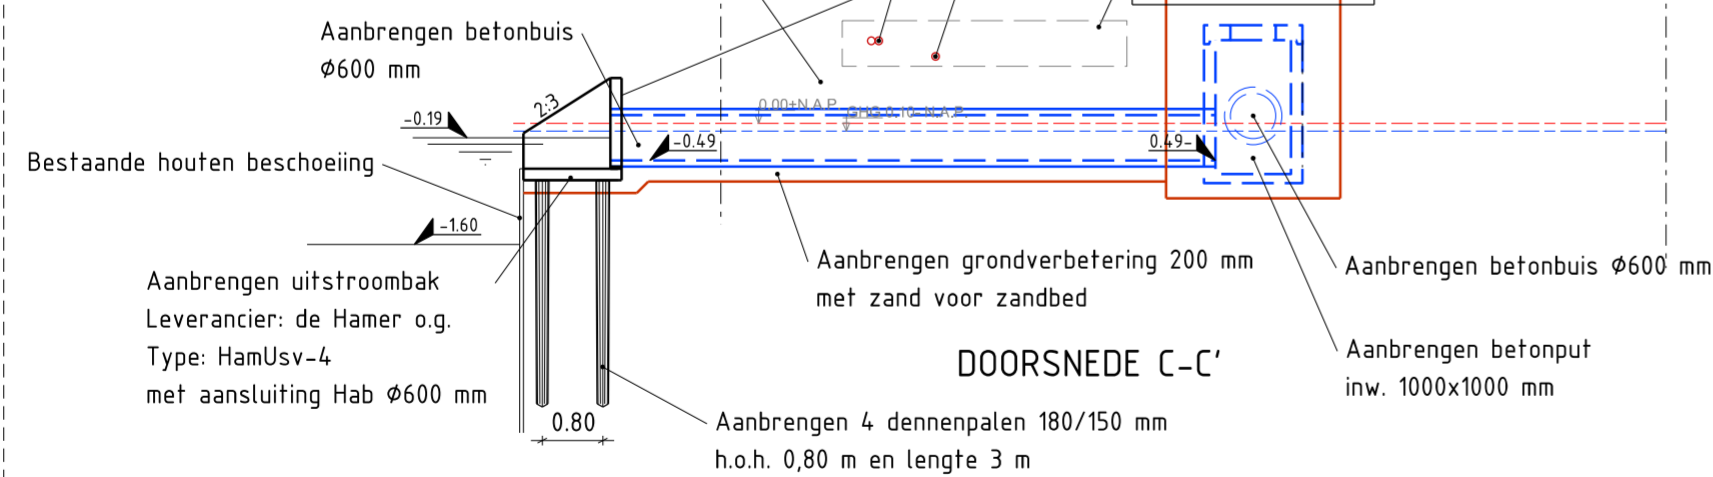 Aanbrengen betonbuis
Ø600 mm
2:3
-0.19
0.00+N.A.P.
GHG 0.10- N.A.P.
-0.49
0.49-
Bestaande houten beschoeiing
-1.60
Aanbrengen uitstroombak
Leverancier: de Hamer o.g.
Type: HamUsv-4
met aansluiting Hab Ø600 mm
Aanbrengen grondverbetering 200 mm
met zand voor zandbed
Aanbrengen betonbuis Ø600 mm
DOORSNEDE C-C'
Aanbrengen betonput
inw. 1000x1000 mm
0.80
Aanbrengen 4 dennenpalen 180/150 mm
h.o.h. 0,80 m en lengte 3 m